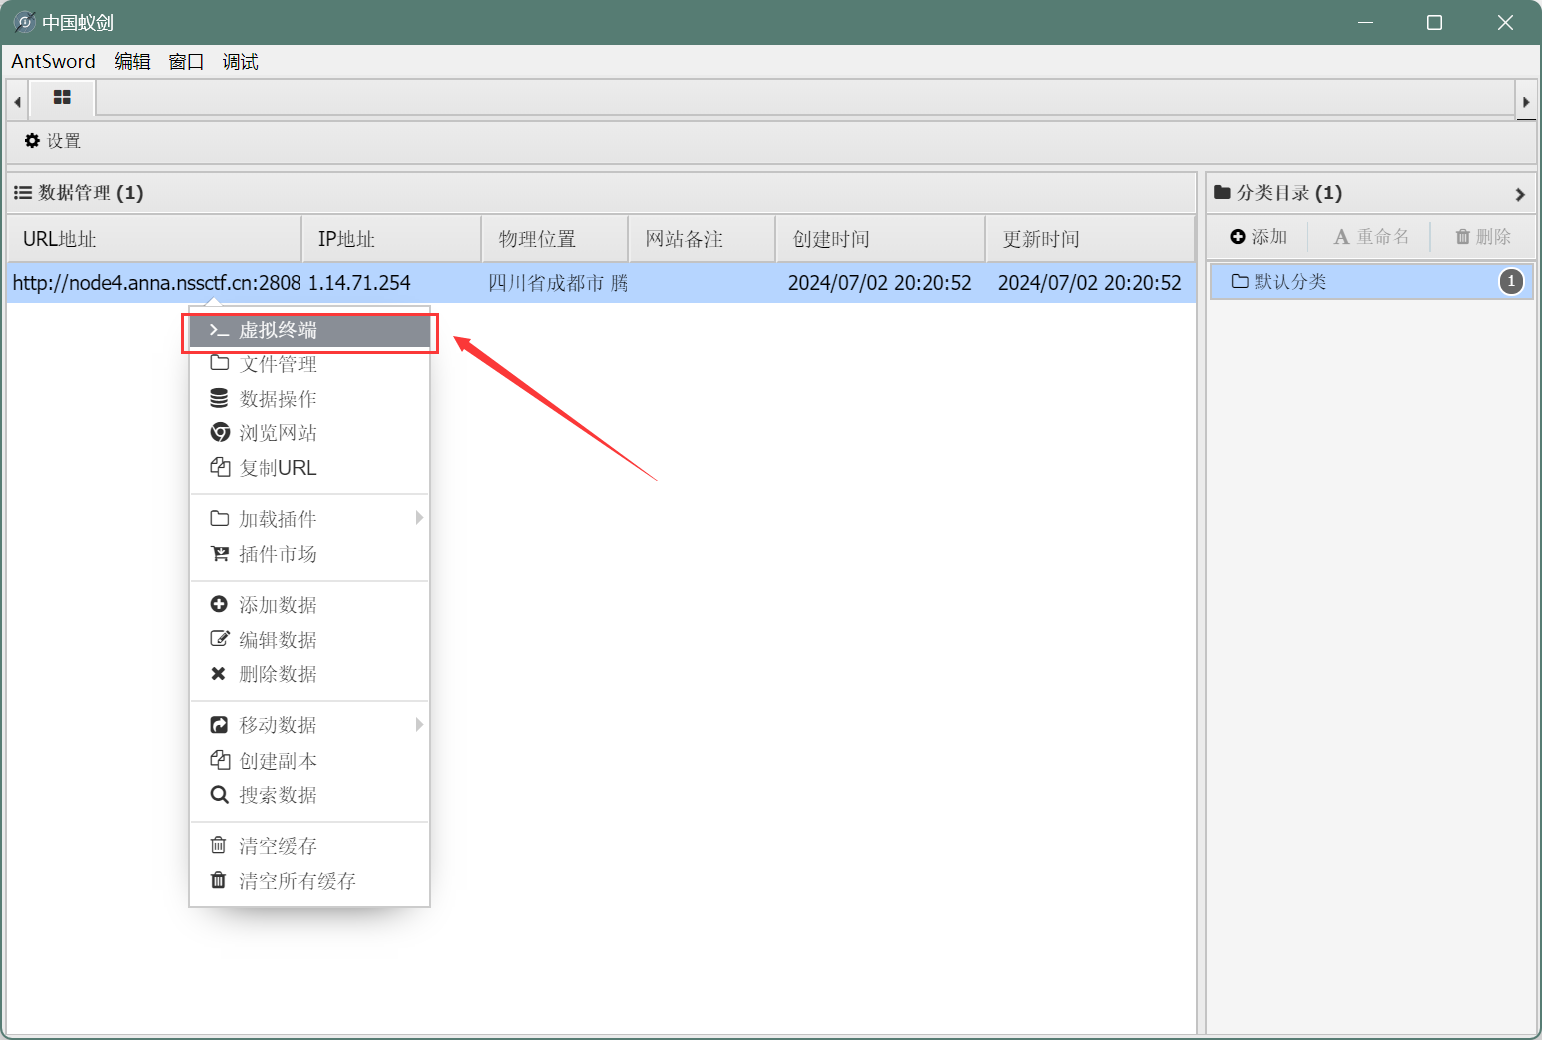 中国蚁剑
AntSword 编辑 窗口 调试
设置
数据管理 (1)
URL地址 IP地址 物理位置 网站备注 创建时间 更新时间
http://node4.anna.nssctf.cn:2808 1.14.71.254 四川省成都市 腾 2024/07/02 20:20:52 2024/07/02 20:20:52
虚拟终端
文件管理
数据操作
浏览网站
复制URL
加载插件
插件市场
添加数据
编辑数据
删除数据
移动数据
创建副本
搜索数据
清空缓存
清空所有缓存
分类目录 (1)
添加 重命名 删除
默认分类 1